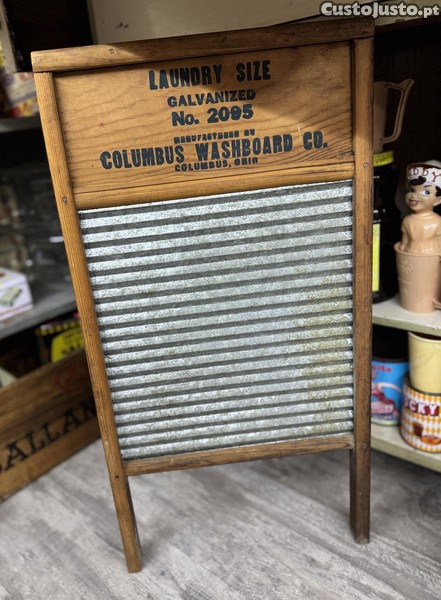 CustoJusto.pt
LAUNDRY SIZE
GALVANIZED
No. 2095
MANUFACTURED BY
COLUMBUS WASHBOARD CO.
COLUMBUS, OHIO